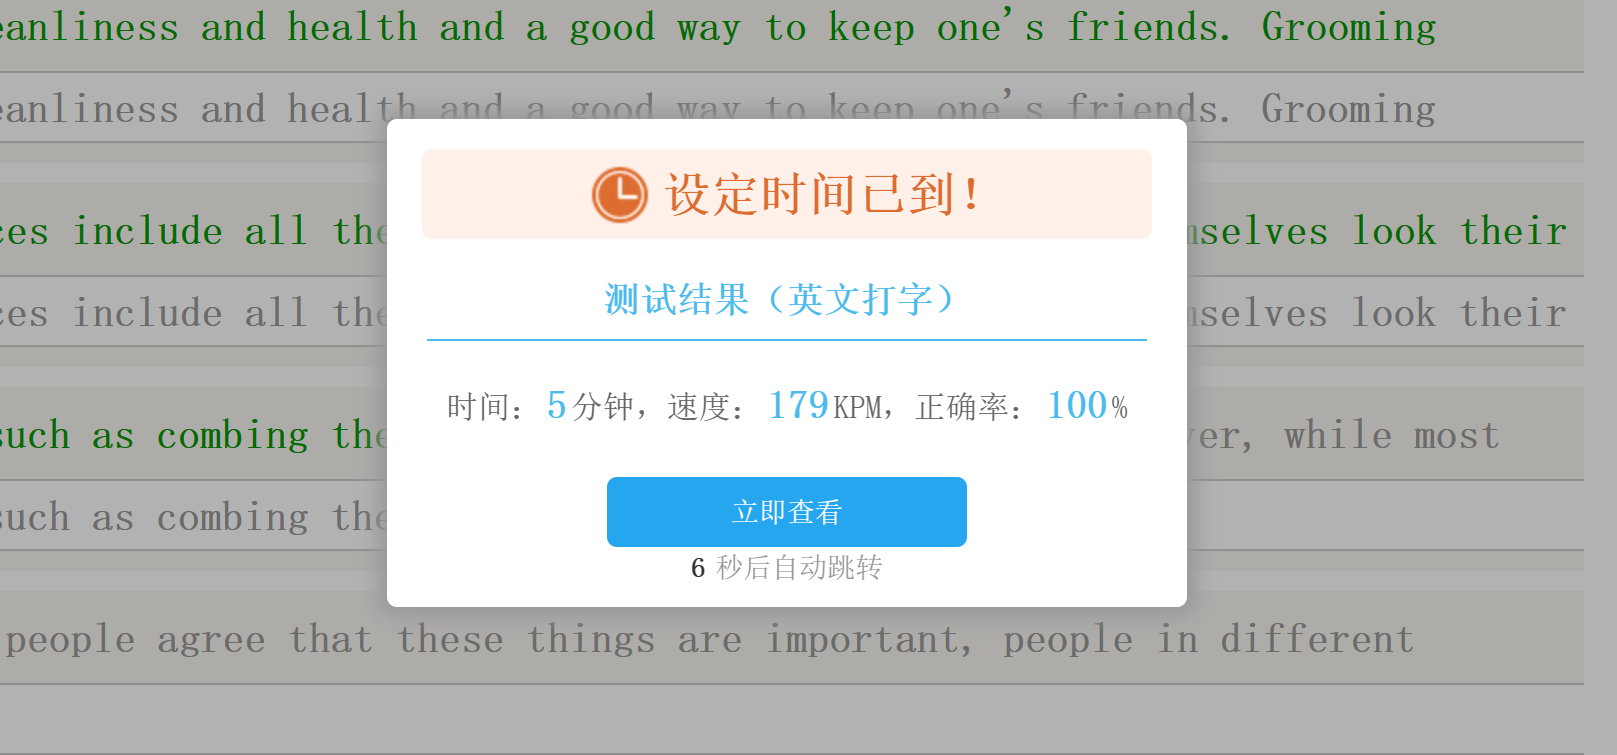 eanliness and health and a good way to keep one's friends. Grooming
eanliness and health and a good way to keep one's friends. Grooming
设定时间已到！
ces include all the
selves look their
测试结果（英文打字）
ces include all the
selves look their
时间：5分钟，速度：179KPM，正确率：100%
such as combing the
er, while most
立即查看
such as combing the
6 秒后自动跳转
people agree that these things are important, people in different